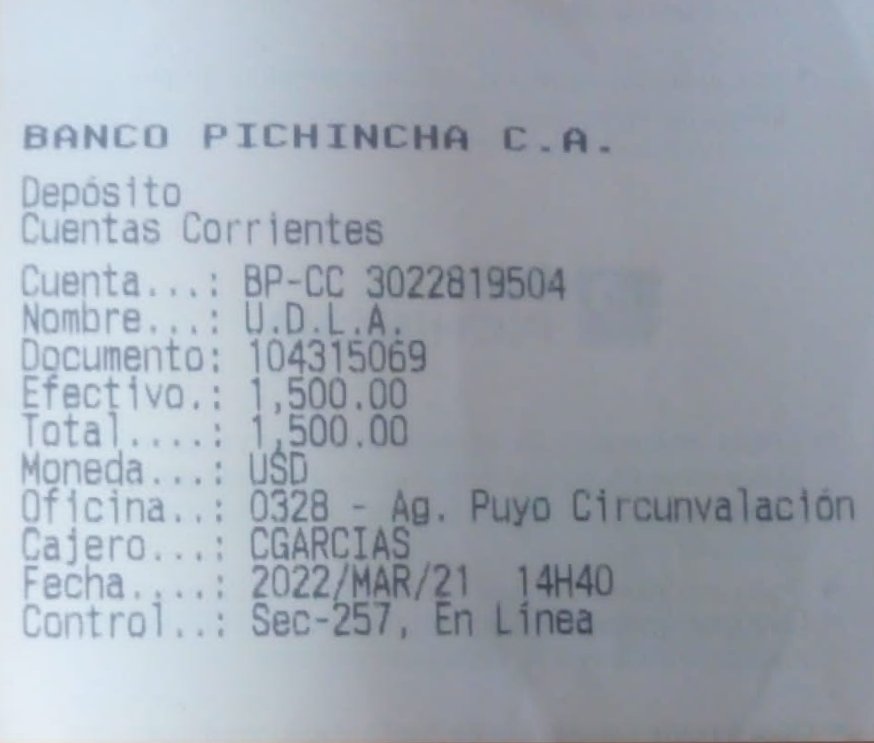 BANCO PICHINCHA C.A.
Depósito
Cuentas Corrientes
Cuenta...: BP-CC 3022819504
Nombre...: U.D.L.A.
Documento: 104315069
Efectivo.: 1,500.00
Total....: 1,500.00
Moneda...: USD
Oficina..: 0328 - Ag. Puyo Circunvalación
Cajero...: CGARCIAS
Fecha....: 2022/MAR/21 14H40
Control..: Sec-257, En Línea